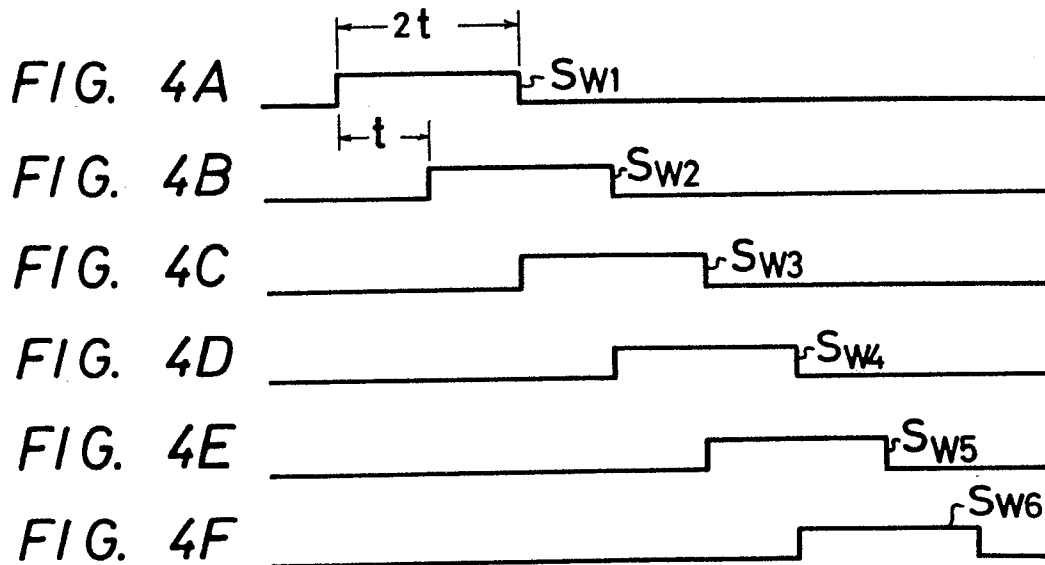 2t
FIG. 4A SW1
t
FIG. 4B SW2
FIG. 4C SW3
FIG. 4D SW4
FIG. 4E SW5
FIG. 4F SW6